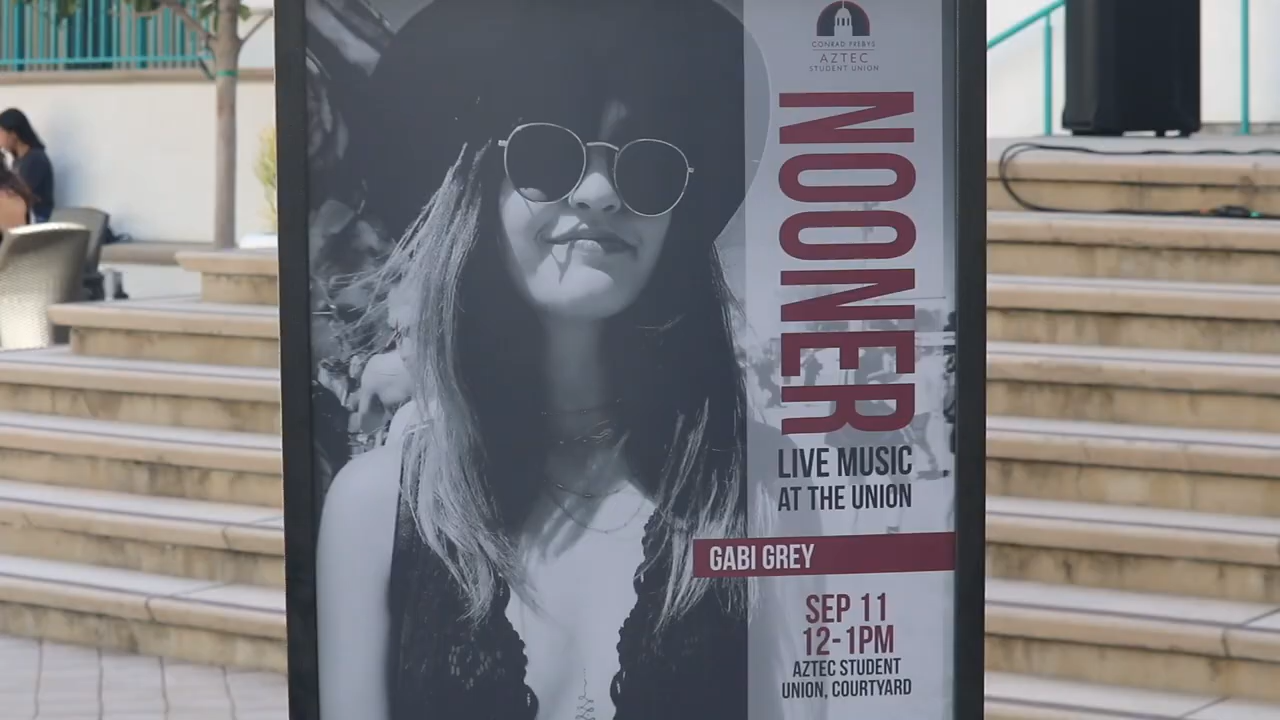 CONRAD PREBYS
AZTEC
STUDENT UNION
NOONER
LIVE MUSIC
AT THE UNION
GABI GREY
SEP 11
12-1PM
AZTEC STUDENT
UNION, COURTYARD